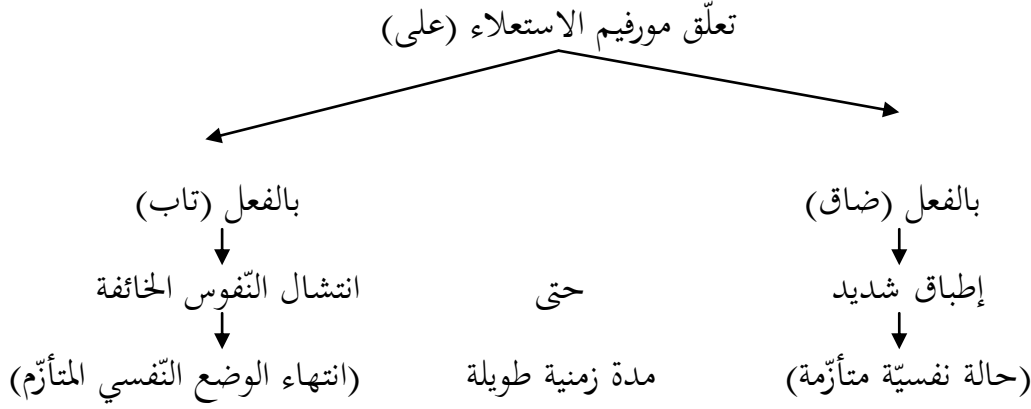 تعلّق مورفيم الاستعلاء (على)
بالفعل (ضاق) بالفعل (تاب)
إطباق شديد حتى انتشال النّفوس الخائفة
(حالة نفسيّة متأزّمة) مدة زمنية طويلة (انتهاء الوضع النّفسي المتأزّم)